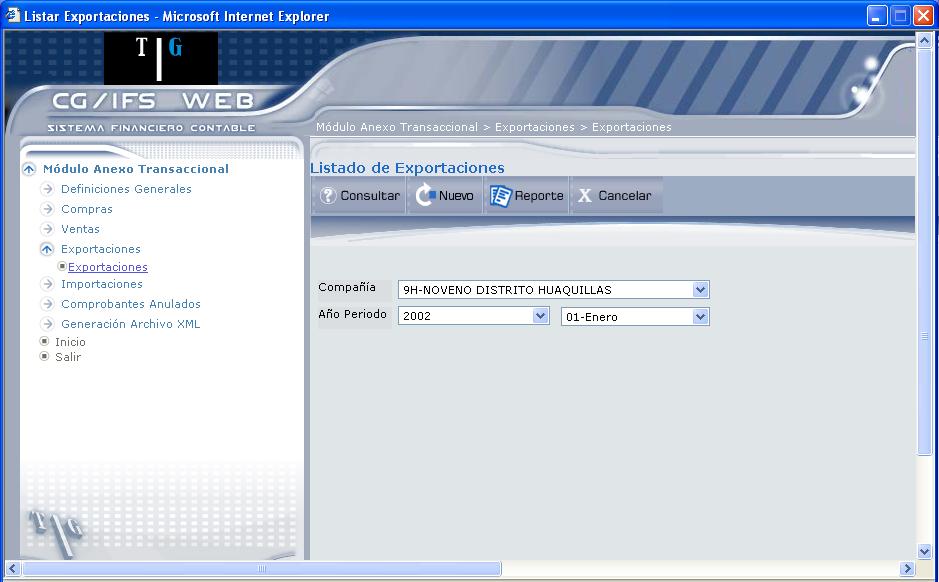 Listar Exportaciones - Microsoft Internet Explorer
T G
CG/IFS WEB
SISTEMA FINANCIERO CONTABLE
Módulo Anexo Transaccional > Exportaciones > Exportaciones
Módulo Anexo Transaccional
Definiciones Generales
Compras
Ventas
Exportaciones
Exportaciones
Importaciones
Comprobantes Anulados
Generación Archivo XML
Inicio
Salir
T G
Listado de Exportaciones
? Consultar Nuevo Reporte X Cancelar
Compañía 9H-NOVENO DISTRITO HUAQUILLAS
Año Periodo 2002 01-Enero